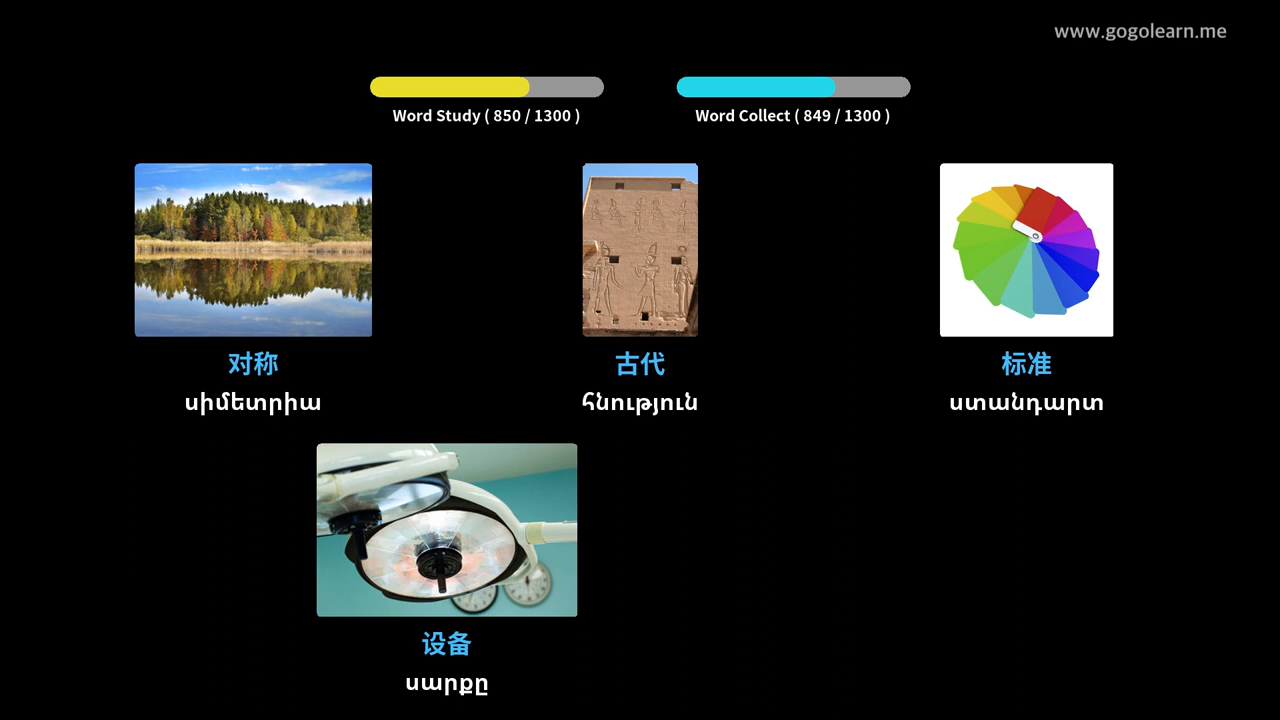 www.gogolearn.me
Word Study ( 850 / 1300 )
Word Collect ( 849 / 1300 )
对称
սիմետրիա
古代
հնություն
标准
ստանդարտ
设备
սարքը